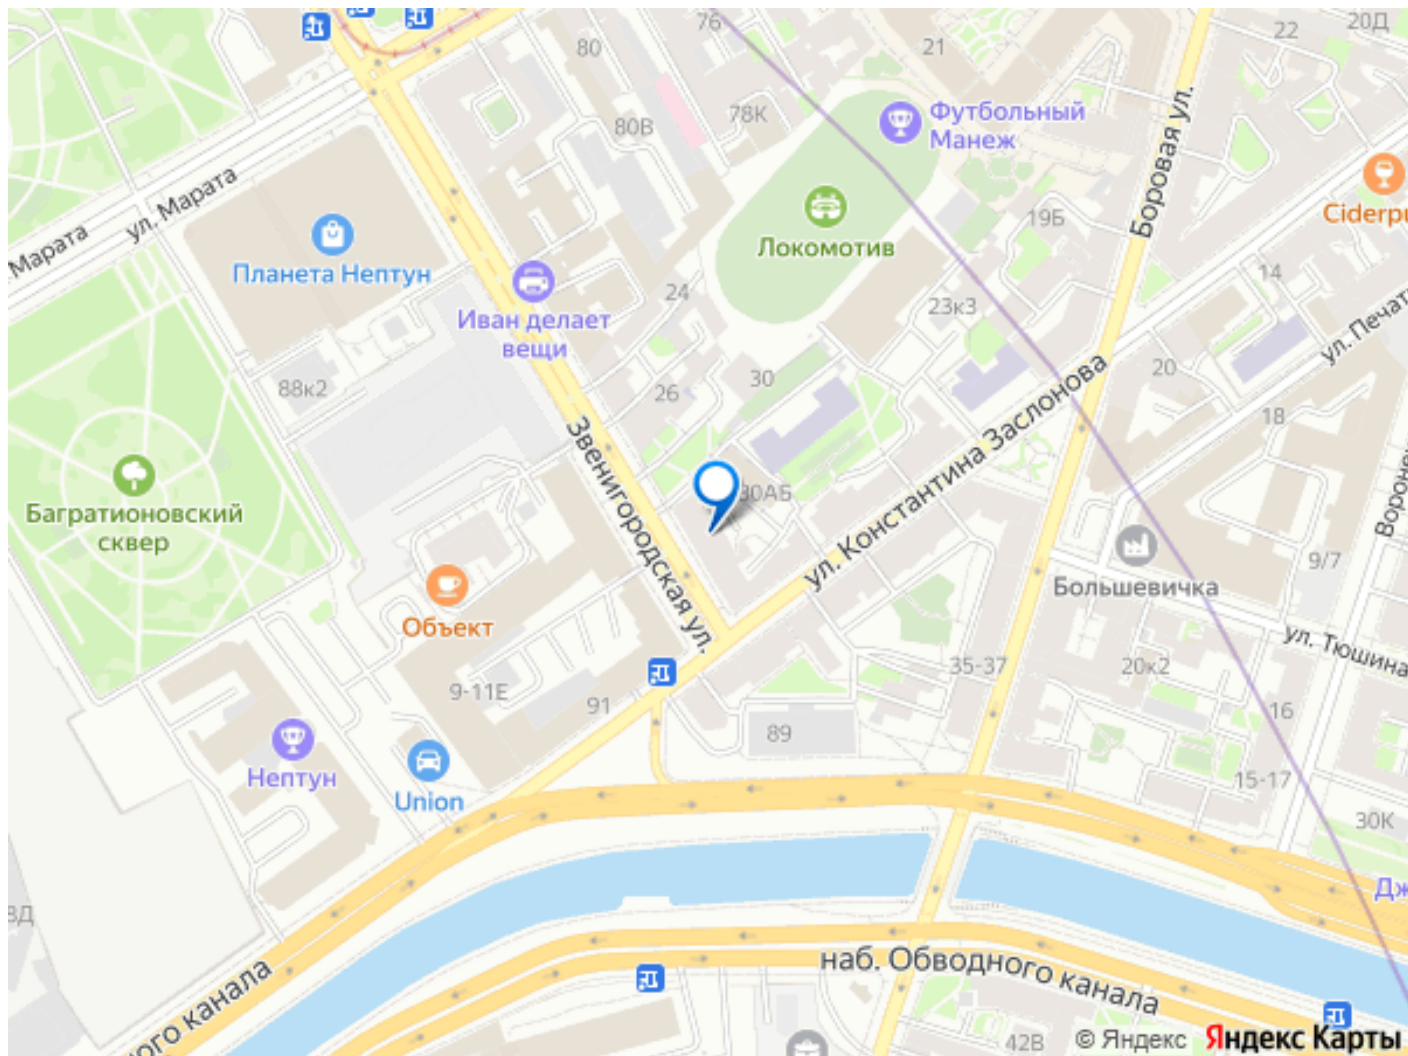 76
22
20Д
80
21
Футбольный
Манеж
78К
80В
Боровая ул.
ул. Марата
Марата
19Б
Ciderpu
Локомотив
Планета Нептун
14
24
23к3
Иван делает
вещи
ул. Печат
88к2
26
30
20
18
ул. Константина Заслонова
Звенигородская ул.
30АБ
Багратионовский
сквер
Воронеж
9/7
Большевичка
Объект
ул. Тюшина
9-11Е
91
35-37
20к2
16
89
Нептун
Union
15-17
30К
Дж
ВД
наб. Обводного канала
ого канала
42В
© Яндекс Яндекс Карты